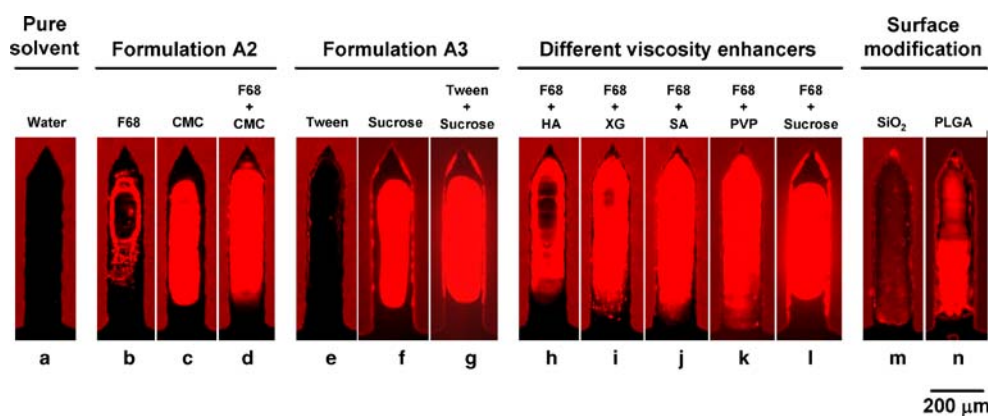 Pure solvent
Formulation A2
Formulation A3
Different viscosity enhancers
Surface modification
Water
F68
CMC
F68 + CMC
Tween
Sucrose
Tween + Sucrose
F68 + HA
F68 + XG
F68 + SA
F68 + PVP
F68 + Sucrose
SiO₂
PLGA
a b c d e f g h i j k l m n
200 μm